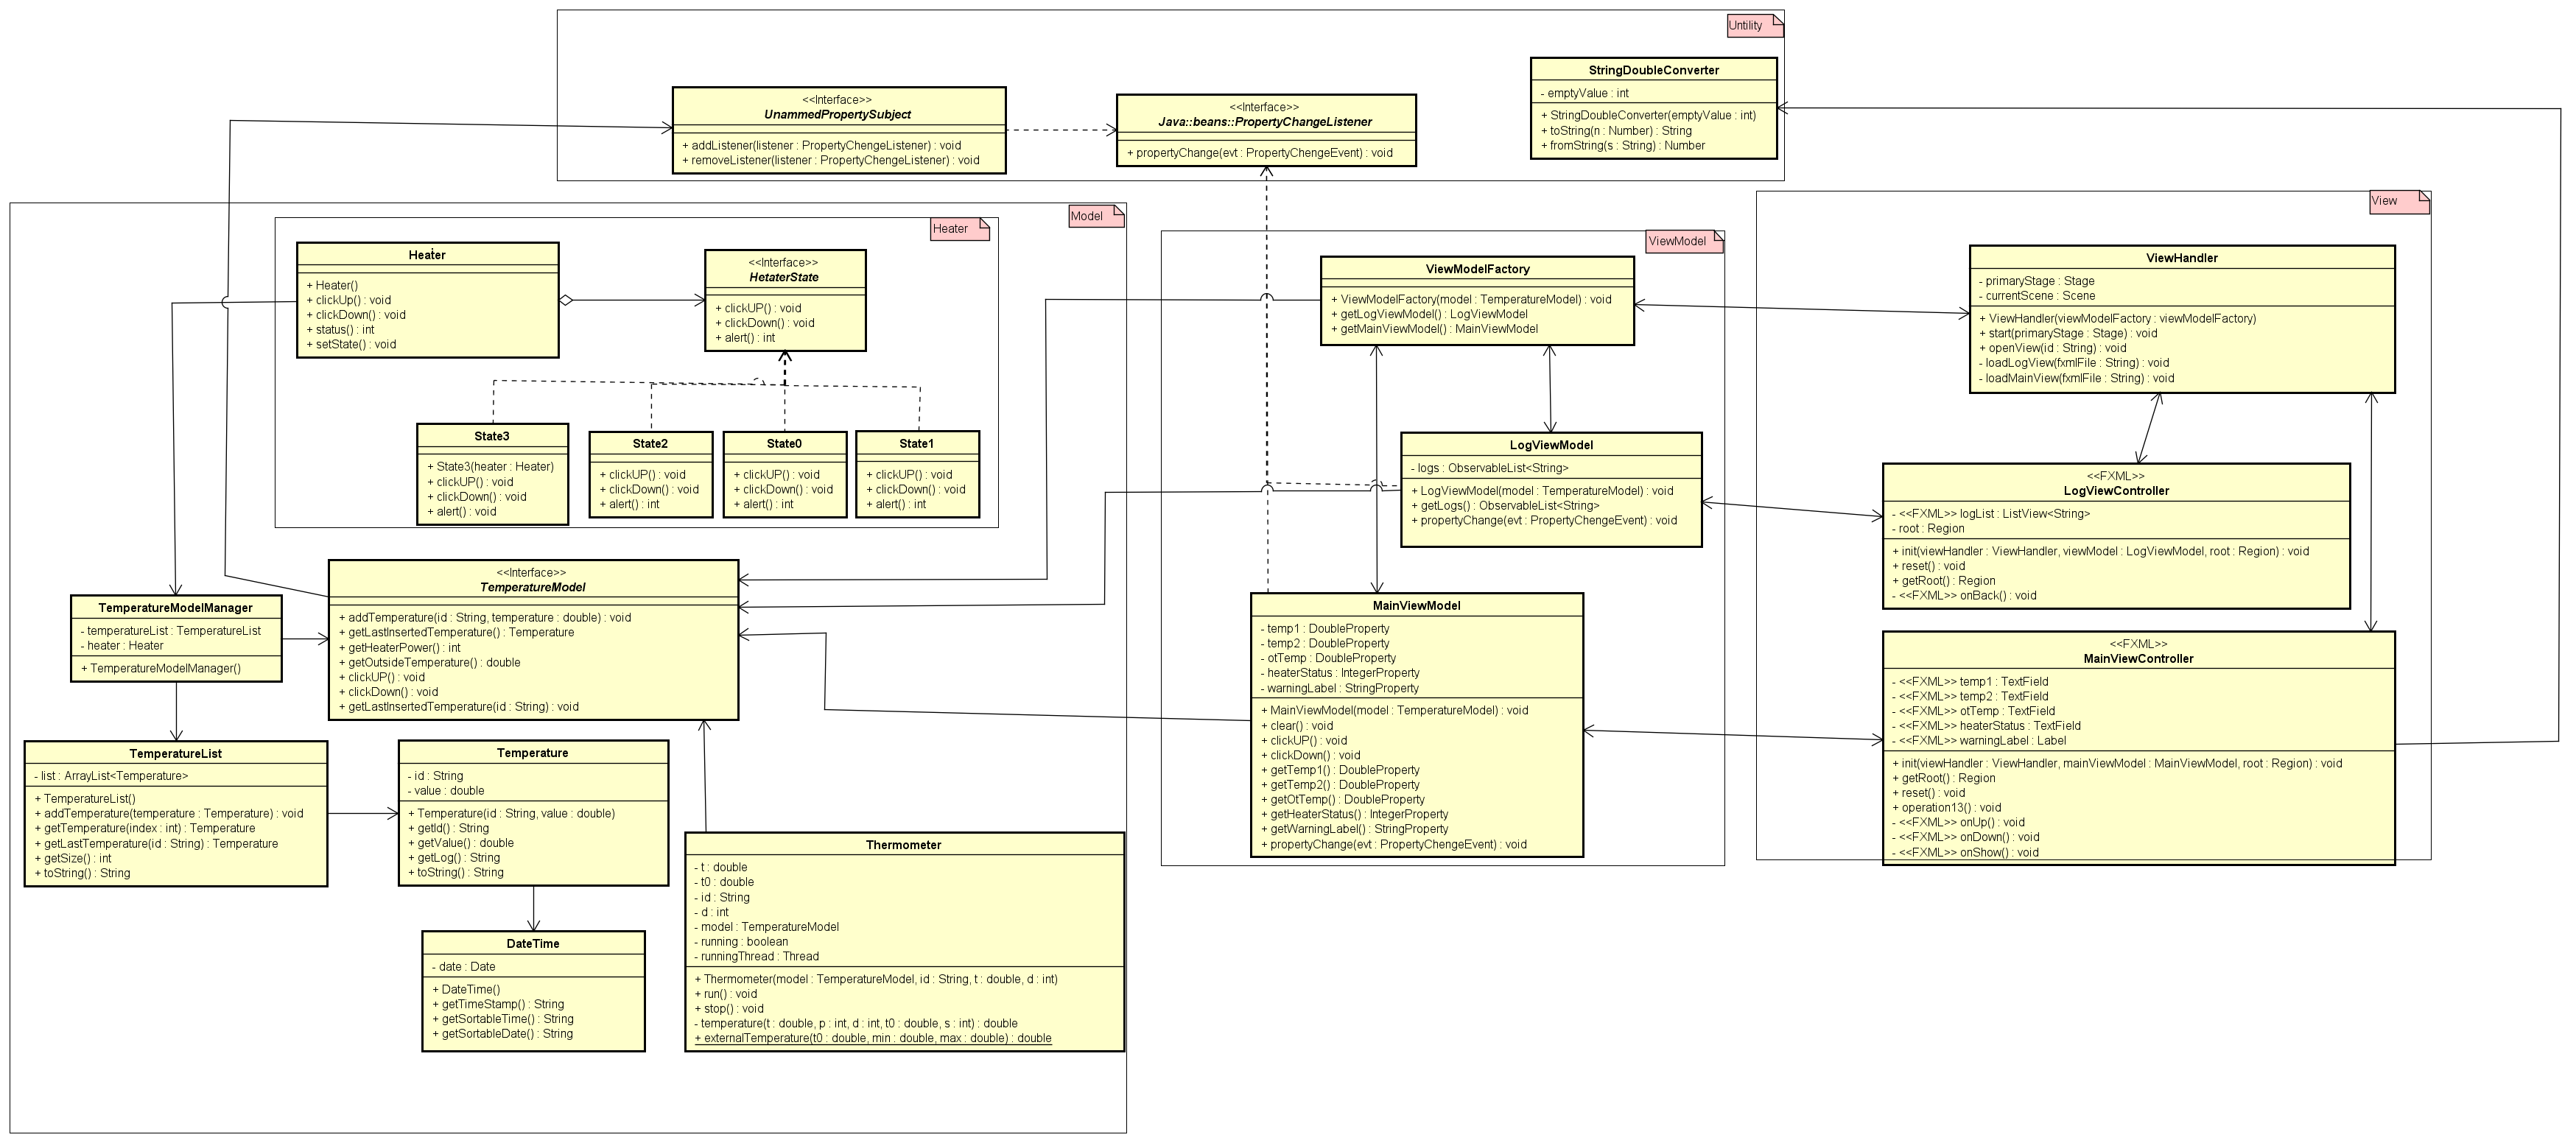 Untility
<<Interface>>
UnammedPropertySubject
+ addListener(listener : PropertyChengeListener) : void
+ removeListener(listener : PropertyChengeListener) : void
<<Interface>>
Java::beans::PropertyChangeListener
+ propertyChange(evt : PropertyChengeEvent) : void
StringDoubleConverter
- emptyValue : int
+ StringDoubleConverter(emptyValue : int)
+ toString(n : Number) : String
+ fromString(s : String) : Number
Model
Heater
Heater
+ Heater()
+ clickUp() : void
+ clickDown() : void
+ status() : int
+ setState() : void
<<Interface>>
HetaterState
+ clickUP() : void
+ clickDown() : void
+ alert() : int
State3
+ State3(heater : Heater)
+ clickUP() : void
+ clickDown() : void
+ alert() : void
State2
+ clickUP() : void
+ clickDown() : void
+ alert() : int
State0
+ clickUP() : void
+ clickDown() : void
+ alert() : int
State1
+ clickUP() : void
+ clickDown() : void
+ alert() : int
TemperatureModelManager
- temperatureList : TemperatureList
- heater : Heater
+ TemperatureModelManager()
<<Interface>>
TemperatureModel
+ addTemperature(id : String, temperature : double) : void
+ getLastInsertedTemperature() : Temperature
+ getHeaterPower() : int
+ getOutsideTemperature() : double
+ clickUP() : void
+ clickDown() : void
+ getLastInsertedTemperature(id : String) : void
TemperatureList
- list : ArrayList<Temperature>
+ TemperatureList()
+ addTemperature(temperature : Temperature) : void
+ getTemperature(index : int) : Temperature
+ getLastTemperature(id : String) : Temperature
+ getSize() : int
+ toString() : String
Temperature
- id : String
- value : double
+ Temperature(id : String, value : double)
+ getId() : String
+ getValue() : double
+ getLog() : String
+ toString() : String
DateTime
- date : Date
+ DateTime()
+ getTimeStamp() : String
+ getSortableTime() : String
+ getSortableDate() : String
Thermometer
- t : double
- t0 : double
- id : String
- d : int
- model : TemperatureModel
- running : boolean
- runningThread : Thread
+ Thermometer(model : TemperatureModel, id : String, t : double, d : int)
+ run() : void
+ stop() : void
- temperature(t : double, p : int, d : int, t0 : double, s : int) : double
+ externalTemperature(t0 : double, min : double, max : double) : double
ViewModel
ViewModelFactory
+ ViewModelFactory(model : TemperatureModel) : void
+ getLogViewModel() : LogViewModel
+ getMainViewModel() : MainViewModel
LogViewModel
- logs : ObservableList<String>
+ LogViewModel(model : TemperatureModel) : void
+ getLogs() : ObservableList<String>
+ propertyChange(evt : PropertyChengeEvent) : void
MainViewModel
- temp1 : DoubleProperty
- temp2 : DoubleProperty
- otTemp : DoubleProperty
- heaterStatus : IntegerProperty
- warningLabel : StringProperty
+ MainViewModel(model : TemperatureModel) : void
+ clear() : void
+ clickUP() : void
+ clickDown() : void
+ getTemp1() : DoubleProperty
+ getTemp2() : DoubleProperty
+ getOtTemp() : DoubleProperty
+ getHeaterStatus() : IntegerProperty
+ getWarningLabel() : StringProperty
+ propertyChange(evt : PropertyChengeEvent) : void
View
ViewHandler
- primaryStage : Stage
- currentScene : Scene
+ ViewHandler(viewModelFactory : viewModelFactory)
+ start(primaryStage : Stage) : void
+ openView(id : String) : void
- loadLogView(fxmlFile : String) : void
- loadMainView(fxmlFile : String) : void
<<FXML>>
LogViewController
- <<FXML>> logList : ListView<String>
- root : Region
+ init(viewHandler : ViewHandler, viewModel : LogViewModel, root : Region) : void
+ reset() : void
+ getRoot() : Region
- <<FXML>> onBack() : void
<<FXML>>
MainViewController
- <<FXML>> temp1 : TextField
- <<FXML>> temp2 : TextField
- <<FXML>> otTemp : TextField
- <<FXML>> heaterStatus : TextField
- <<FXML>> warningLabel : Label
+ init(viewHandler : ViewHandler, mainViewModel : MainViewModel, root : Region) : void
+ getRoot() : Region
+ reset() : void
+ operation13() : void
- <<FXML>> onUp() : void
- <<FXML>> onDown() : void
- <<FXML>> onShow() : void